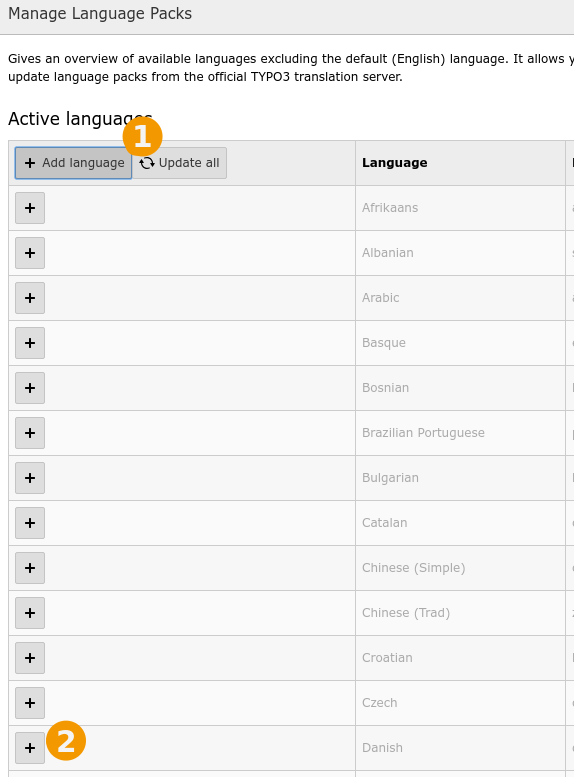 Manage Language Packs
Gives an overview of available languages excluding the default (English) language. It allows
update language packs from the official TYPO3 translation server.
Active languages
1
+ Add language Update all Language
+ Afrikaans
+ Albanian
+ Arabic
+ Basque
+ Bosnian
+ Brazilian Portuguese
+ Bulgarian
+ Catalan
+ Chinese (Simple)
+ Chinese (Trad)
+ Croatian
+ Czech
+ 2 Danish